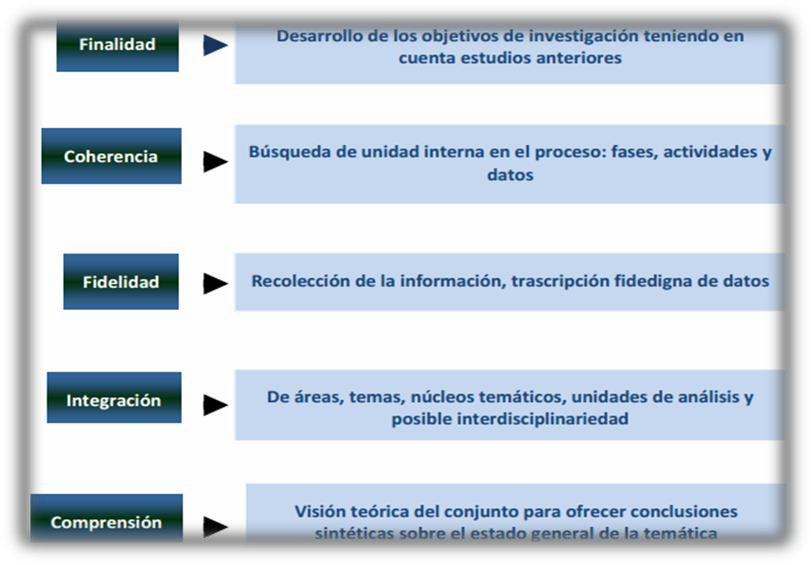 Finalidad
Desarrollo de los objetivos de investigación teniendo en
cuenta estudios anteriores
Coherencia
Búsqueda de unidad interna en el proceso: fases, actividades y
datos
Fidelidad
Recolección de la información, trascripción fidedigna de datos
Integración
De áreas, temas, núcleos temáticos, unidades de análisis y
posible interdisciplinariedad
Comprensión
Visión teórica del conjunto para ofrecer conclusiones
sintéticas sobre el estado general de la temática